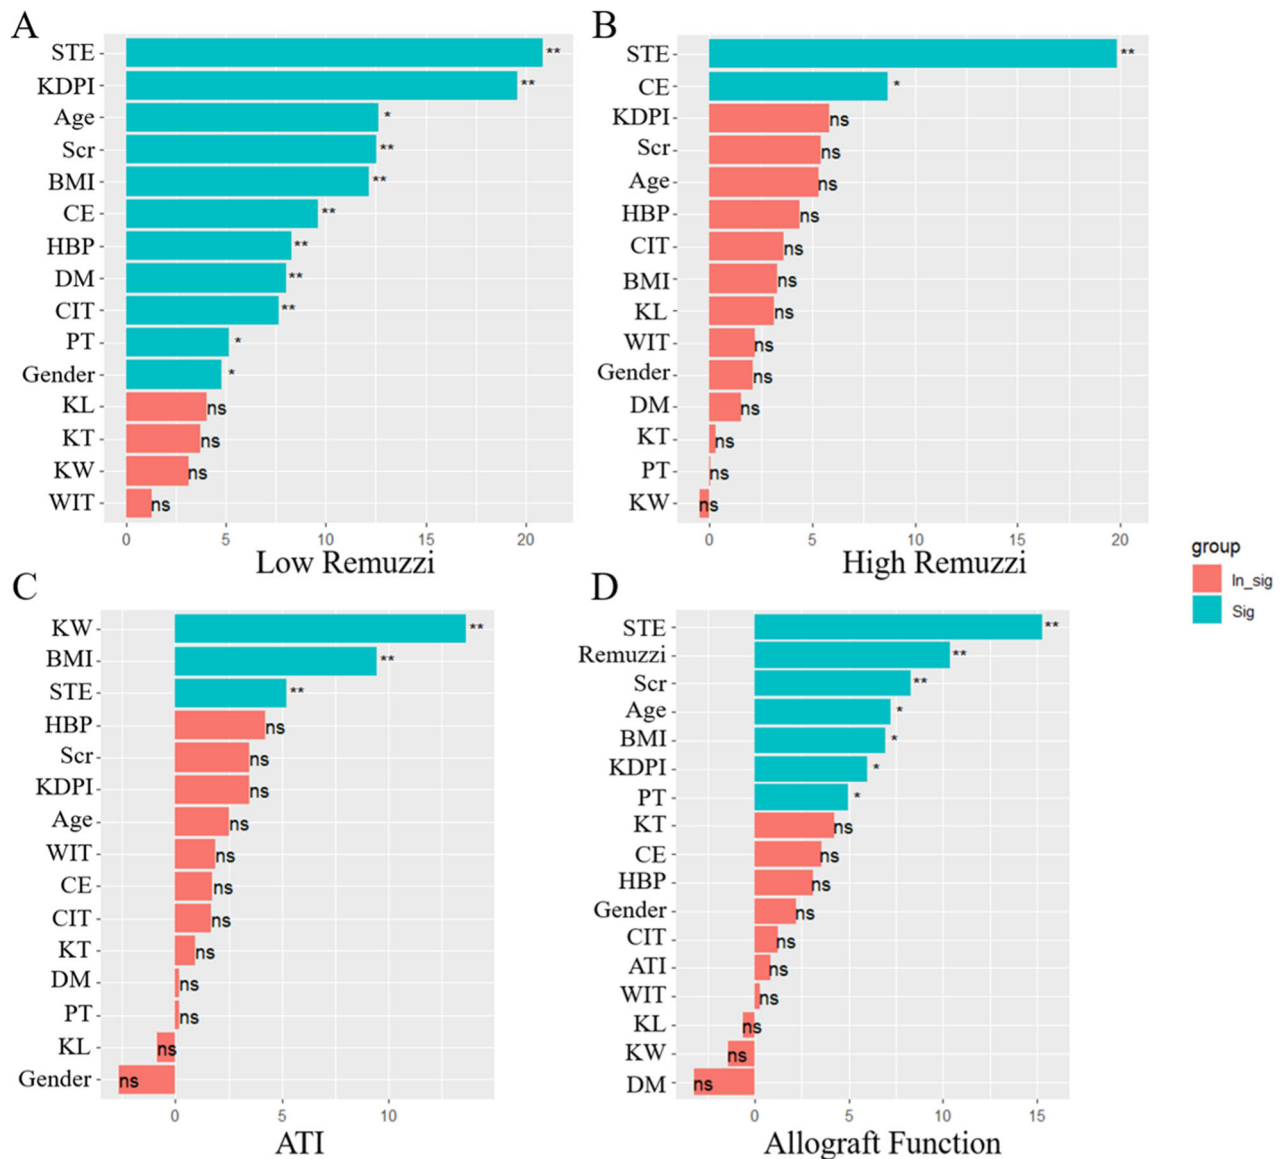 A
STE **
KDPI **
Age *
Scr **
BMI **
CE **
HBP **
DM **
CIT **
PT *
Gender *
KL ns
KT ns
KW ns
WIT ns
0 5 10 15 20
Low Remuzzi
B
STE **
CE *
KDPI ns
Scr ns
Age ns
HBP ns
CIT ns
BMI ns
KL ns
WIT ns
Gender ns
DM ns
KT ns
PT ns
KW ns
0 5 10 15 20
High Remuzzi
group
In_sig
Sig
C
KW **
BMI **
STE **
HBP ns
Scr ns
KDPI ns
Age ns
WIT ns
CE ns
CIT ns
KT ns
DM ns
PT ns
KL ns
Gender ns
0 5 10
ATI
D
STE **
Remuzzi **
Scr **
Age *
BMI *
KDPI *
PT *
KT ns
CE ns
HBP ns
Gender ns
CIT ns
ATI ns
WIT ns
KL ns
KW ns
DM ns
0 5 10 15
Allograft Function